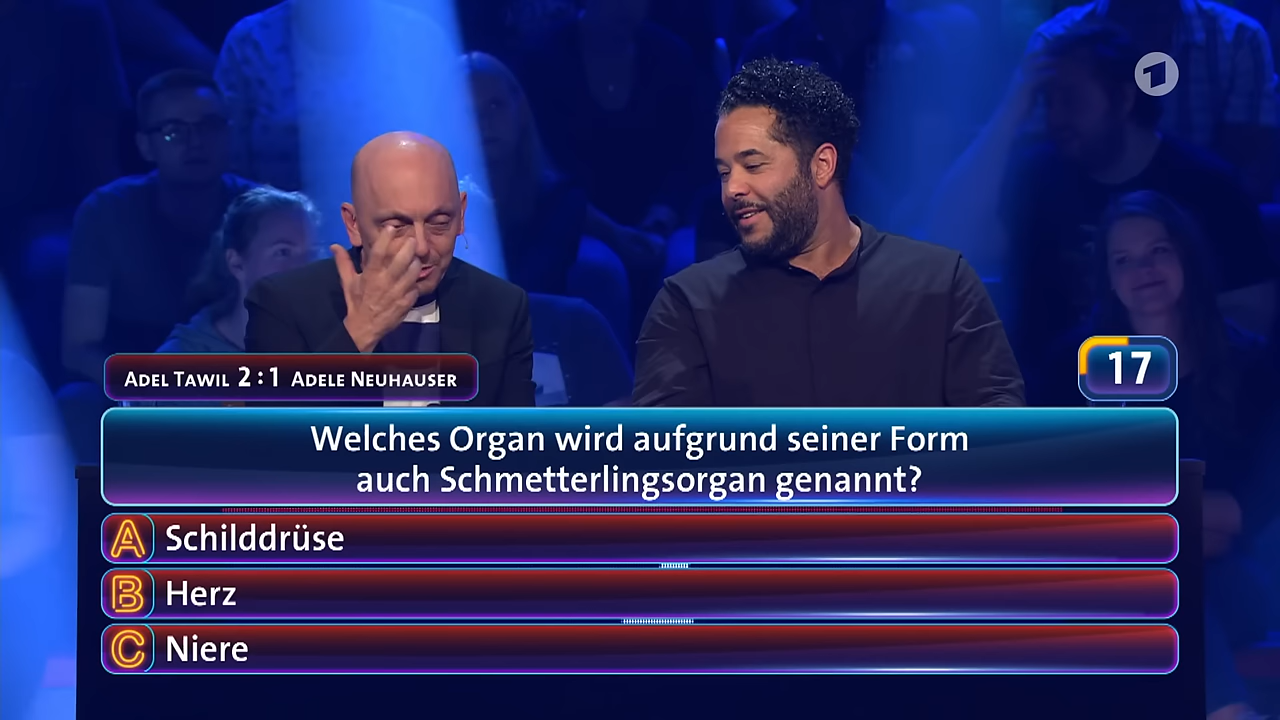 1
ADEL TAWIL 2:1 ADELE NEUHAUSER
17
Welches Organ wird aufgrund seiner Form
auch Schmetterlingsorgan genannt?
A Schilddrüse
B Herz
C Niere